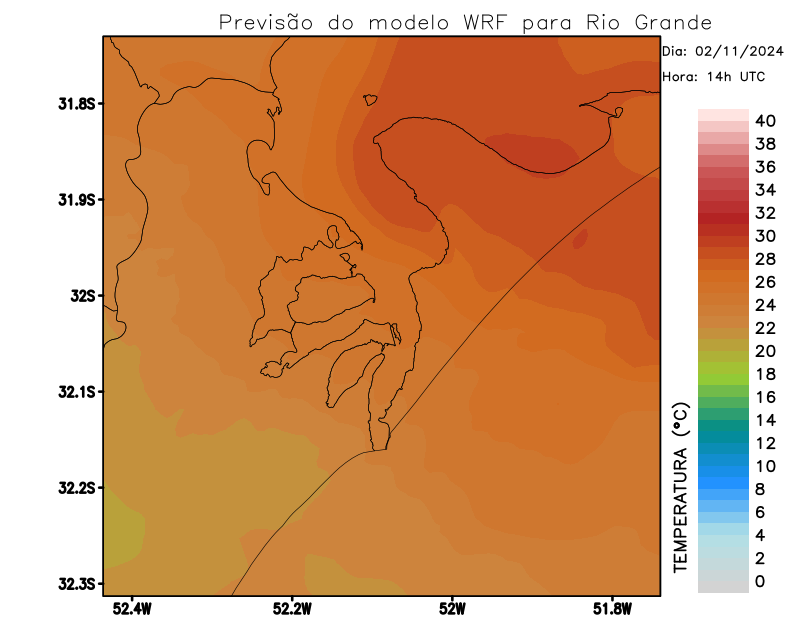 Previsão do modelo WRF para Rio Grande
Dia: 02/11/2024
Hora: 14h UTC
31.8S
31.9S
32S
32.1S
32.2S
32.3S
52.4W
52.2W
52W
51.8W
TEMPERATURA (°C)
40
38
36
34
32
30
28
26
24
22
20
18
16
14
12
10
8
6
4
2
0